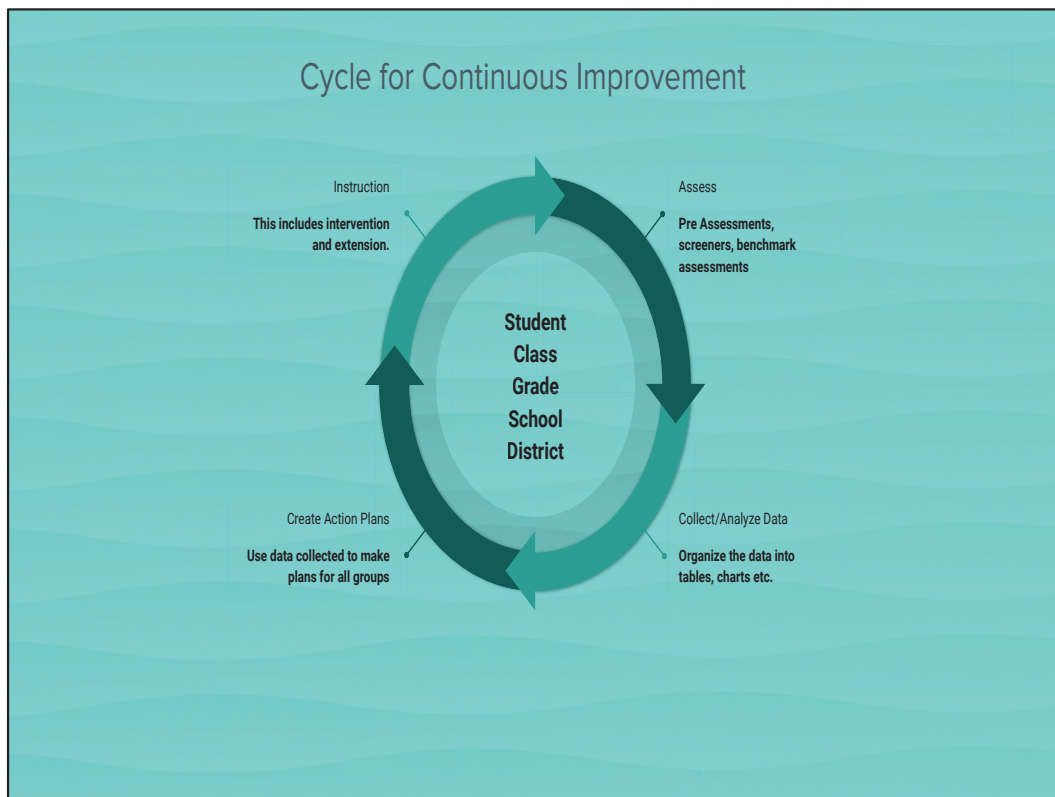 Cycle for Continuous Improvement
Instruction
This includes intervention
and extension.
Assess
Pre Assessments,
screeners, benchmark
assessments
Student
Class
Grade
School
District
Create Action Plans
Use data collected to make
plans for all groups
Collect/Analyze Data
Organize the data into
tables, charts etc.